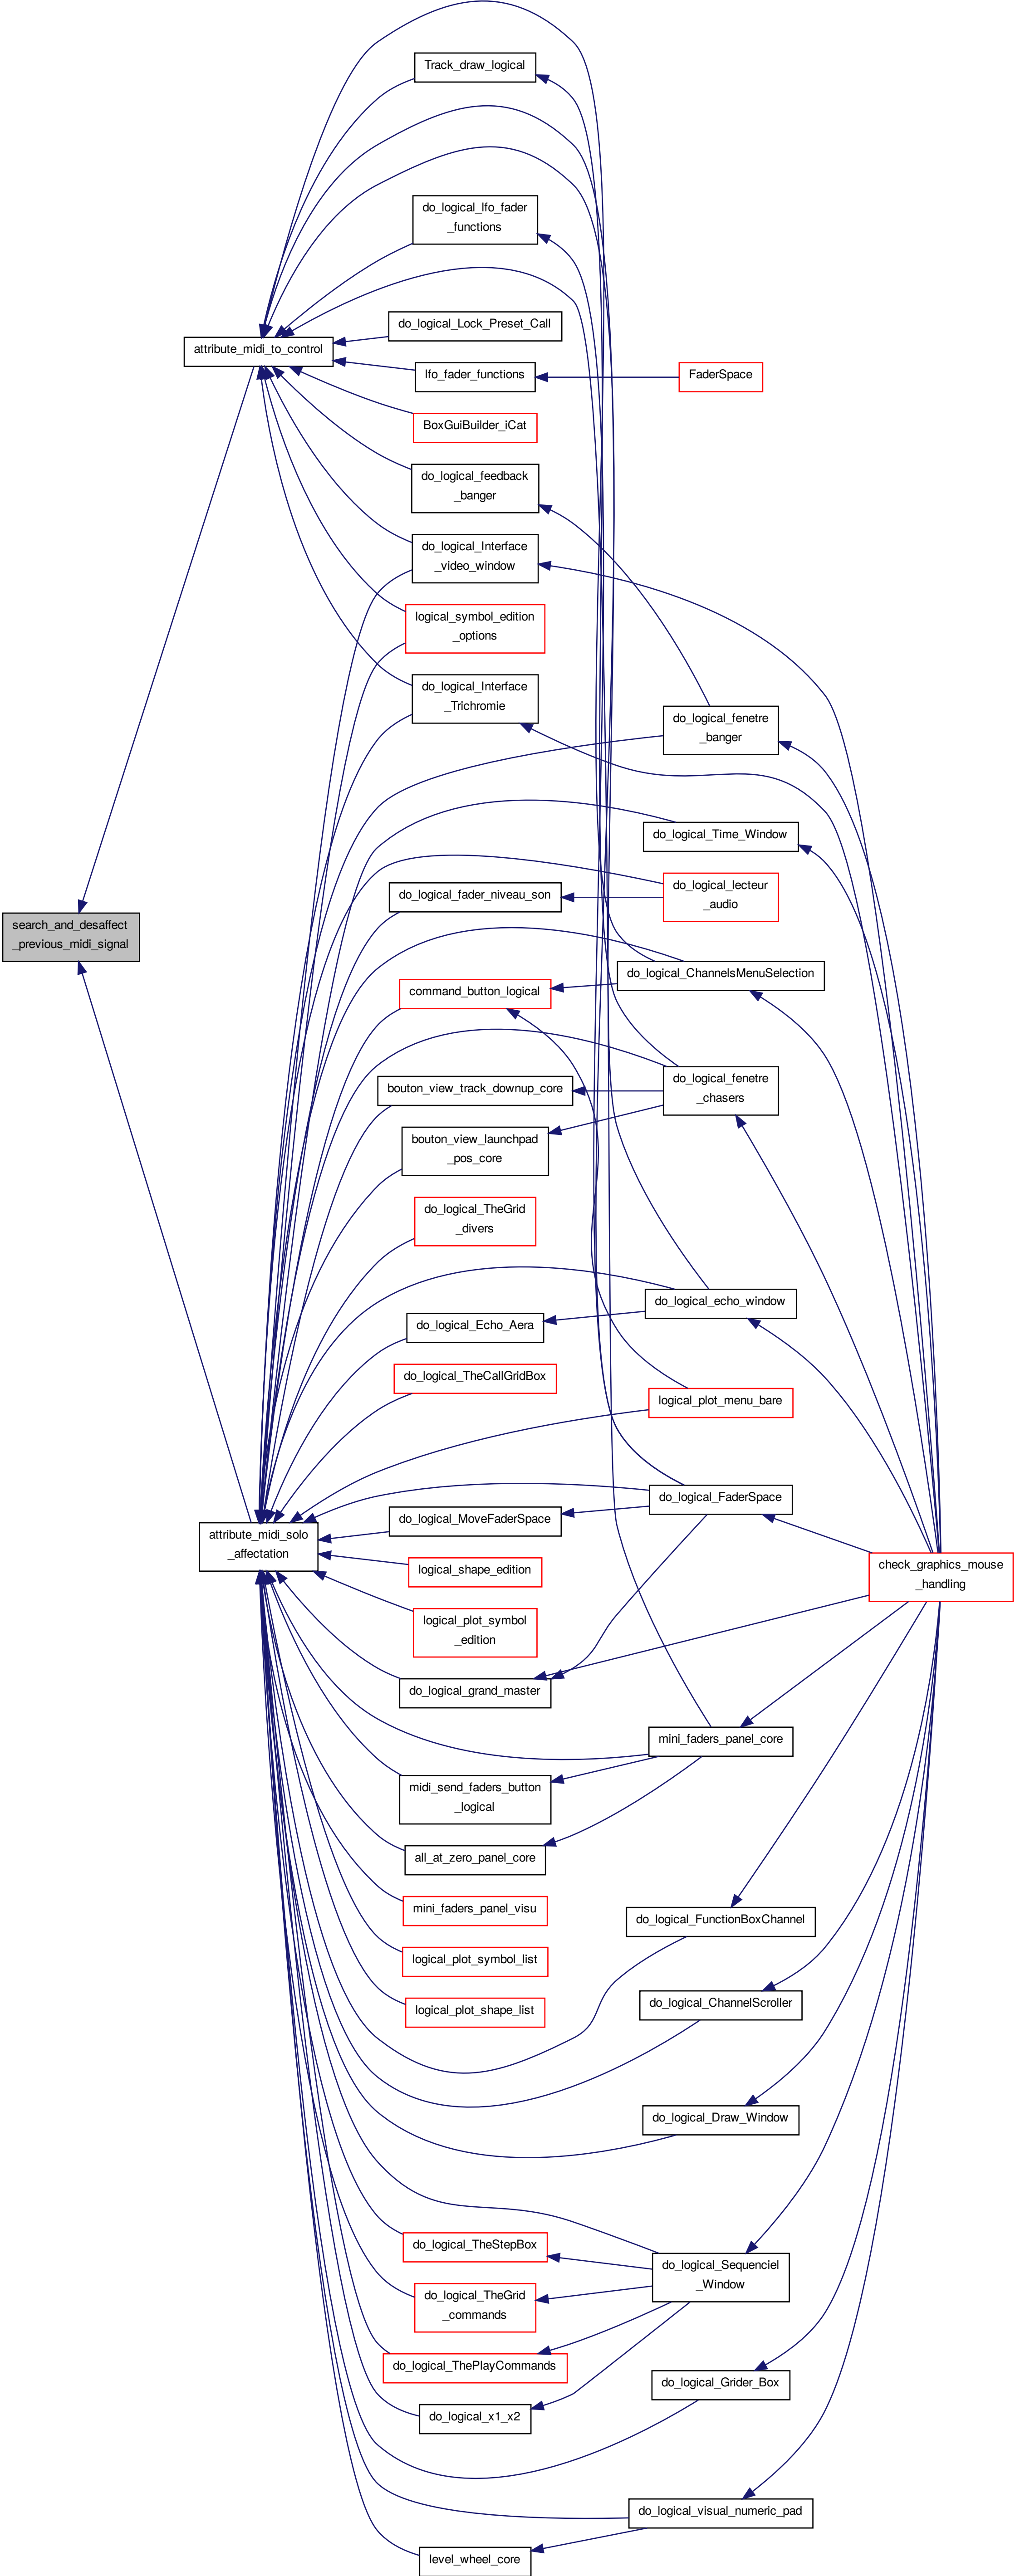 Track_draw_logical
do_logical_lfo_fader
_functions
do_logical_Lock_Preset_Call
attribute_midi_to_control
lfo_fader_functions
FaderSpace
BoxGuiBuilder_iCat
do_logical_feedback
_banger
do_logical_Interface
_video_window
logical_symbol_edition
_options
do_logical_Interface
_Trichromie
do_logical_fenetre
_banger
do_logical_Time_Window
do_logical_fader_niveau_son
do_logical_lecteur
_audio
search_and_desaffect
_previous_midi_signal
do_logical_ChannelsMenuSelection
command_button_logical
bouton_view_track_downup_core
do_logical_fenetre
_chasers
bouton_view_launchpad
_pos_core
do_logical_TheGrid
_divers
do_logical_echo_window
do_logical_Echo_Aera
do_logical_TheCallGridBox
logical_plot_menu_bare
do_logical_FaderSpace
do_logical_MoveFaderSpace
attribute_midi_solo
_affectation
logical_shape_edition
check_graphics_mouse
_handling
logical_plot_symbol
_edition
do_logical_grand_master
mini_faders_panel_core
midi_send_faders_button
_logical
all_at_zero_panel_core
mini_faders_panel_visu
do_logical_FunctionBoxChannel
logical_plot_symbol_list
do_logical_ChannelScroller
logical_plot_shape_list
do_logical_Draw_Window
do_logical_TheStepBox
do_logical_Sequenciel
_Window
do_logical_TheGrid
_commands
do_logical_ThePlayCommands
do_logical_Grider_Box
do_logical_x1_x2
do_logical_visual_numeric_pad
level_wheel_core